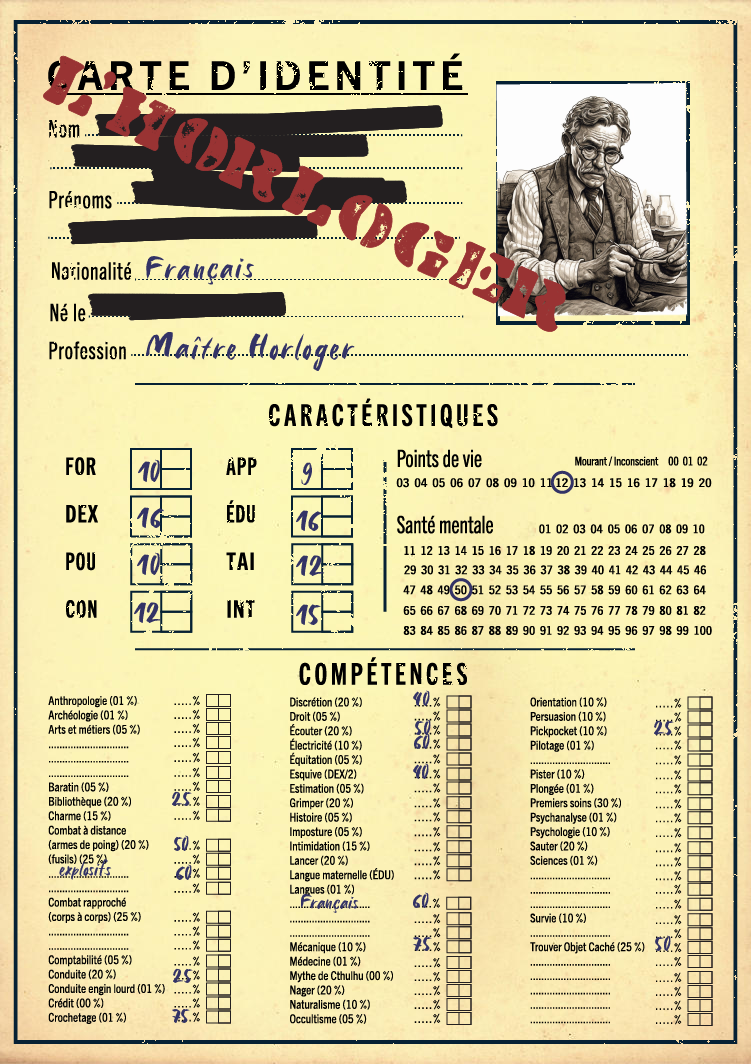 CARTE D'IDENTITÉ
L'HORLOGER
Nom
Prénoms
Nationalité Français
Né le
Profession Maître Horloger
CARACTÉRISTIQUES
FOR 10 APP 9
DEX 16 ÉDU 16
POU 10 TAI 12
CON 12 INT 15
Points de vie Mourant / Inconscient 00 01 02
03 04 05 06 07 08 09 10 11 12 13 14 15 16 17 18 19 20
Santé mentale 01 02 03 04 05 06 07 08 09 10
11 12 13 14 15 16 17 18 19 20 21 22 23 24 25 26 27 28
29 30 31 32 33 34 35 36 37 38 39 40 41 42 43 44 45 46
47 48 49 50 51 52 53 54 55 56 57 58 59 60 61 62 63 64
65 66 67 68 69 70 71 72 73 74 75 76 77 78 79 80 81 82
83 84 85 86 87 88 89 90 91 92 93 94 95 96 97 98 99 100
COMPÉTENCES
Anthropologie (01 %) .....%
Archéologie (01 %) .....%
Arts et métiers (05 %) .....%
.....%
.....%
.....%
Baratin (05 %) .....%
Bibliothèque (20 %) 25 %
Charme (15 %) .....%
Combat à distance
(armes de poing) (20 %) 50 %
(fusils) (25 %) .....%
explosifs 60 %
.....%
Combat rapproché
(corps à corps) (25 %) .....%
.....%
.....%
Comptabilité (05 %) .....%
Conduite (20 %) 25 %
Conduite engin lourd (01 %) .....%
Crédit (00 %) .....%
Crochetage (01 %) 75 %
Discrétion (20 %) 40 %
Droit (05 %) .....%
Écouter (20 %) 50 %
Électricité (10 %) 60 %
Équitation (05 %) .....%
Esquive (DEX/2) 40 %
Estimation (05 %) .....%
Grimper (20 %) .....%
Histoire (05 %) .....%
Imposture (05 %) .....%
Intimidation (15 %) .....%
Lancer (20 %) .....%
Langue maternelle (ÉDU) .....%
Langues (01 %)
Français 60 %
.....%
.....%
Mécanique (10 %) 75 %
Médecine (01 %) .....%
Mythe de Cthulhu (00 %) .....%
Nager (20 %) .....%
Naturalisme (10 %) .....%
Occultisme (05 %) .....%
Orientation (10 %) .....%
Persuasion (10 %) .....%
Pickpocket (10 %) 25 %
Pilotage (01 %) .....%
.....%
Pister (10 %) .....%
Plongée (01 %) .....%
Premiers soins (30 %) .....%
Psychanalyse (01 %) .....%
Psychologie (10 %) .....%
Sauter (20 %) .....%
Sciences (01 %) .....%
.....%
.....%
.....%
Survie (10 %) .....%
.....%
Trouver Objet Caché (25 %) 50 %
.....%
.....%
.....%
.....%
.....%